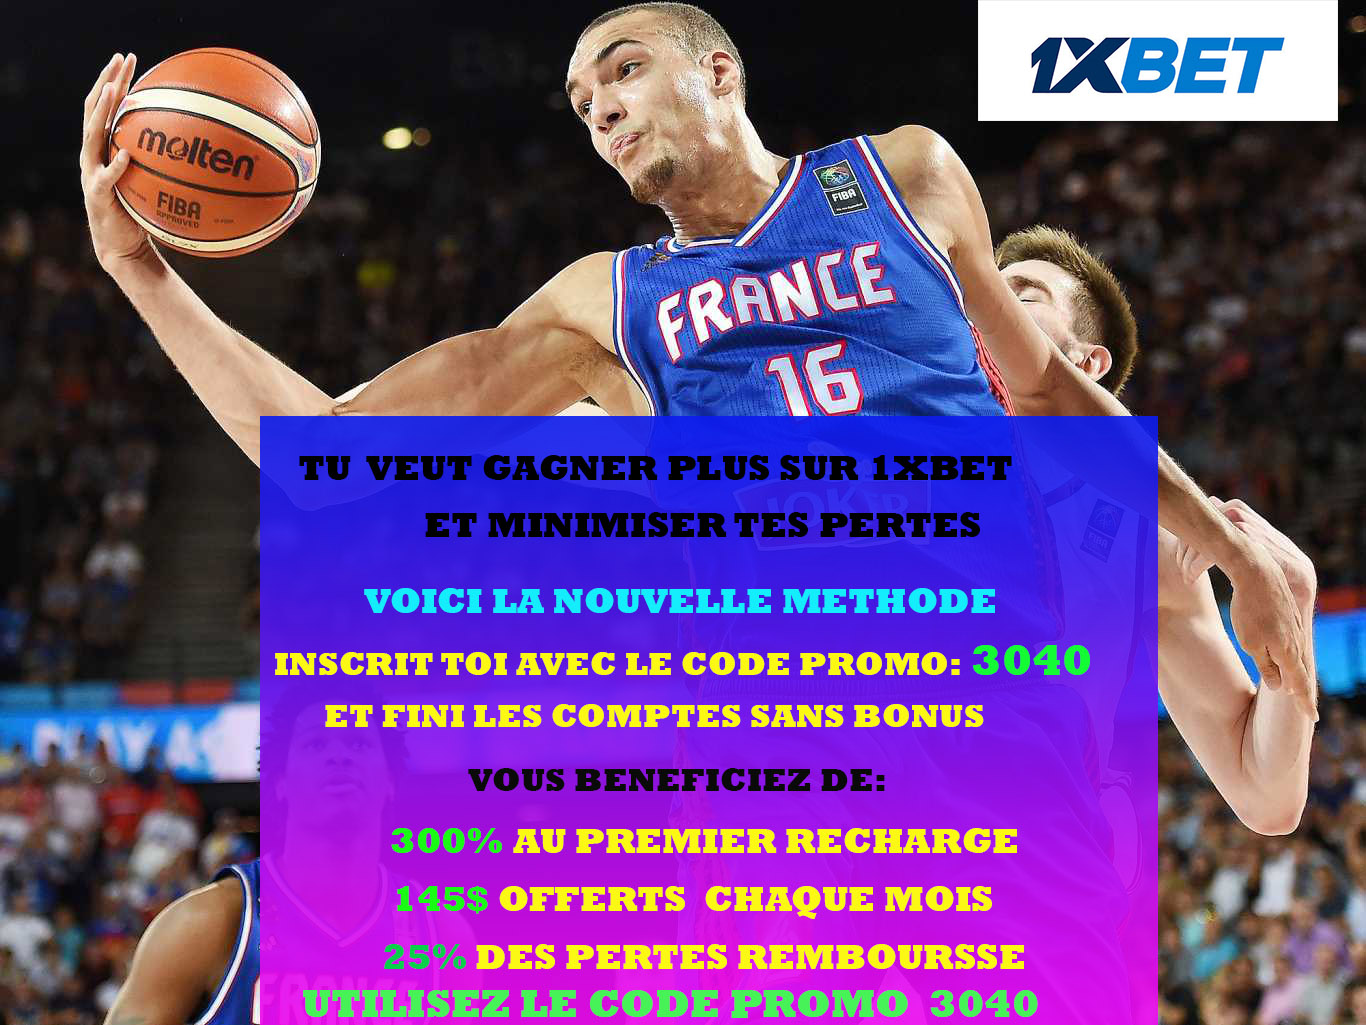 1XBET
molten
FIBA
APPROVED
FIBA
FRANCE
16
TU VEUT GAGNER PLUS SUR 1XBET
ET MINIMISER TES PERTES
VOICI LA NOUVELLE METHODE
INSCRIT TOI AVEC LE CODE PROMO: 3040
ET FINI LES COMPTES SANS BONUS
VOUS BENEFICIEZ DE:
300% AU PREMIER RECHARGE
145$ OFFERTS CHAQUE MOIS
25% DES PERTES REMBOURSSE
UTILISEZ LE CODE PROMO 3040